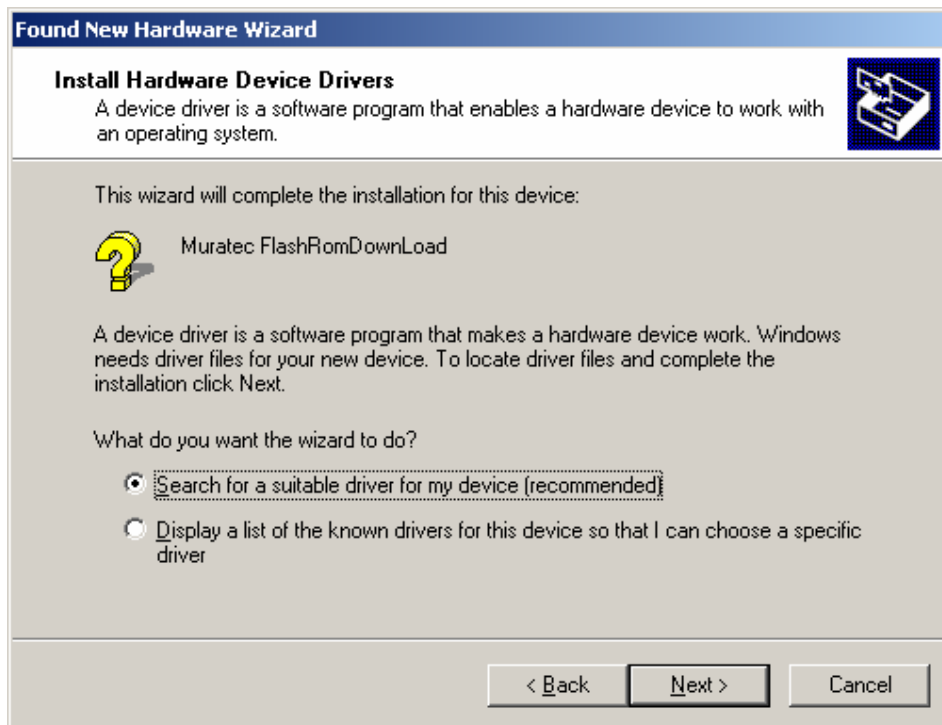 Found New Hardware Wizard
Install Hardware Device Drivers
A device driver is a software program that enables a hardware device to work with
an operating system.
This wizard will complete the installation for this device:
Muratec FlashRomDownLoad
A device driver is a software program that makes a hardware device work. Windows
needs driver files for your new device. To locate driver files and complete the
installation click Next.
What do you want the wizard to do?
Search for a suitable driver for my device (recommended)
Display a list of the known drivers for this device so that I can choose a specific
driver
< Back
Next >
Cancel